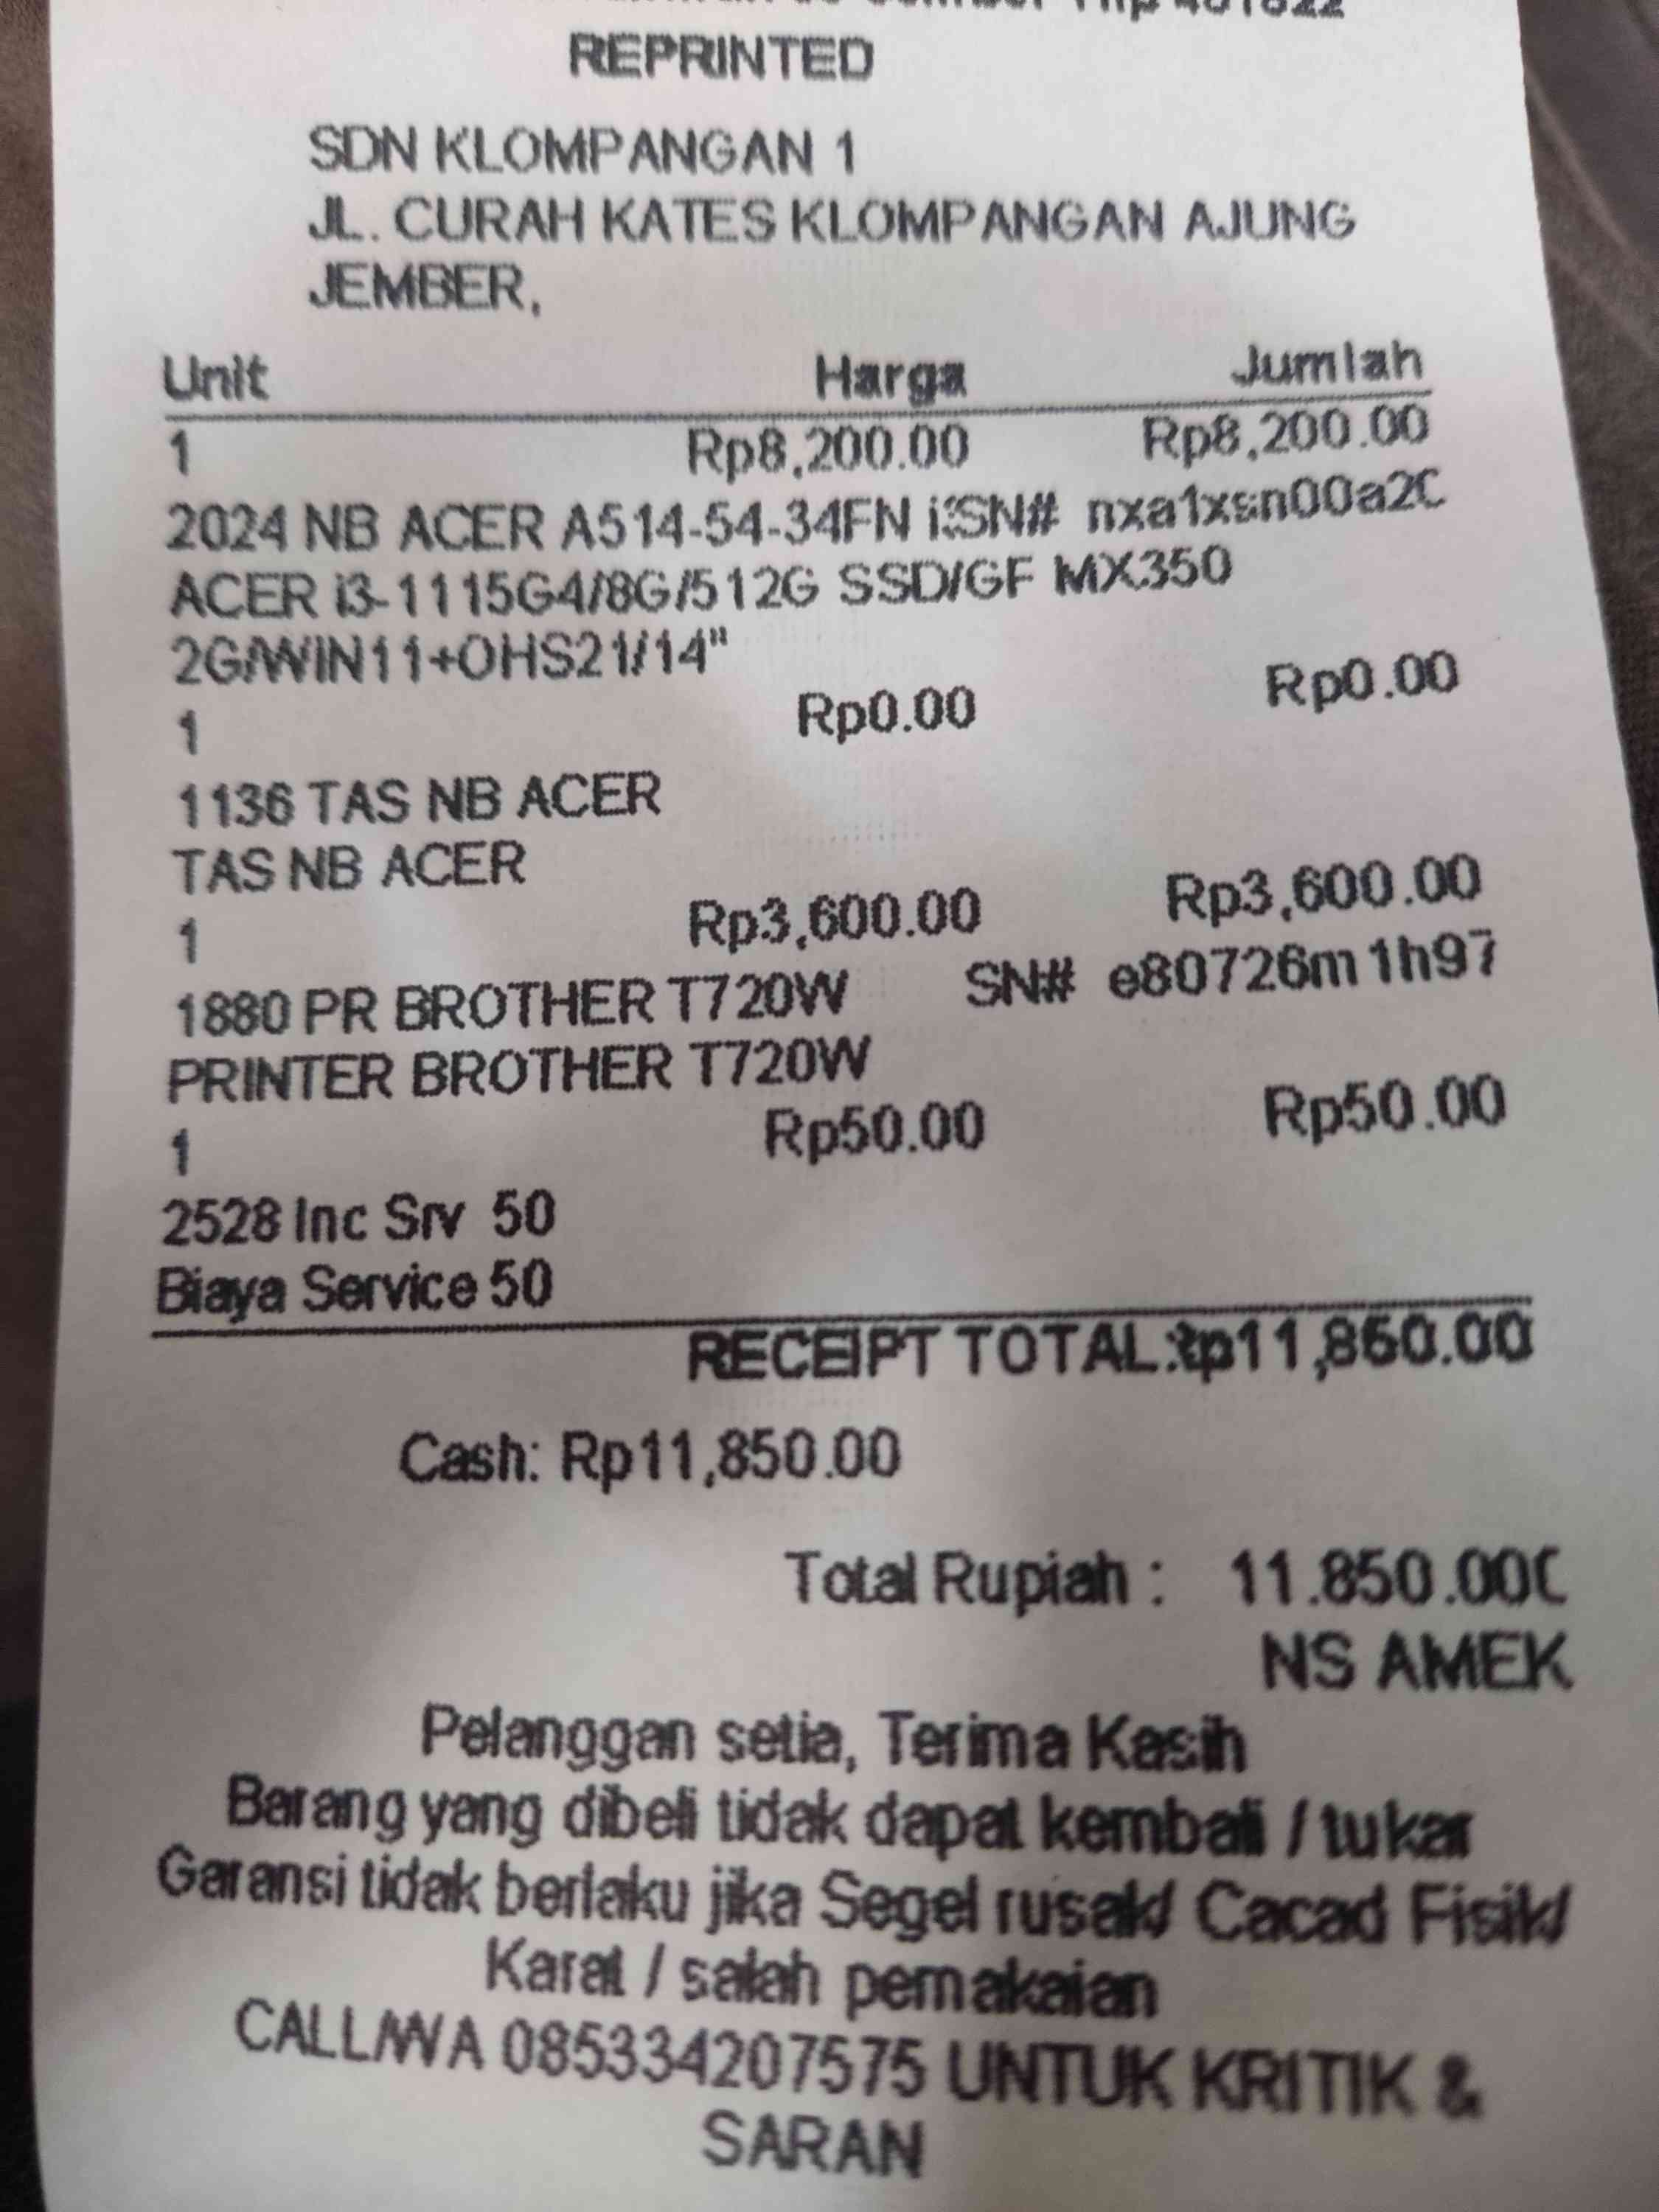 REPRINTED
SDN KLOMPANGAN 1
JL. CURAH KATES KLOMPANGAN AJUNG
JEMBER,
Unit Harga Jumlah
1 Rp8,200.00 Rp8,200.00
2024 NB ACER A514-54-34FN SN# nxa1xsn00a2C
ACER i3-1115G4/8G/512G SSD/GF MX350
2G/WIN11+OHS21/14"
1 Rp0.00 Rp0.00
1136 TAS NB ACER
TAS NB ACER
1 Rp3,600.00 Rp3,600.00
1880 PR BROTHER T720W SN# e80726m1h97
PRINTER BROTHER T720W
1 Rp50.00 Rp50.00
2528 Inc Srv 50
Biaya Service 50
RECEIPT TOTAL: Rp11,850.00
Cash: Rp11,850.00
Total Rupiah : 11.850.000
NS AMEK
Pelanggan setia, Terima Kasih
Barang yang dibeli tidak dapat kembali / tukar
Garansi tidak berlaku jika Segel rusak/ Cacad Fisik/
Karat / salah pemakaian
CALL/WA 085334207575 UNTUK KRITIK &
SARAN